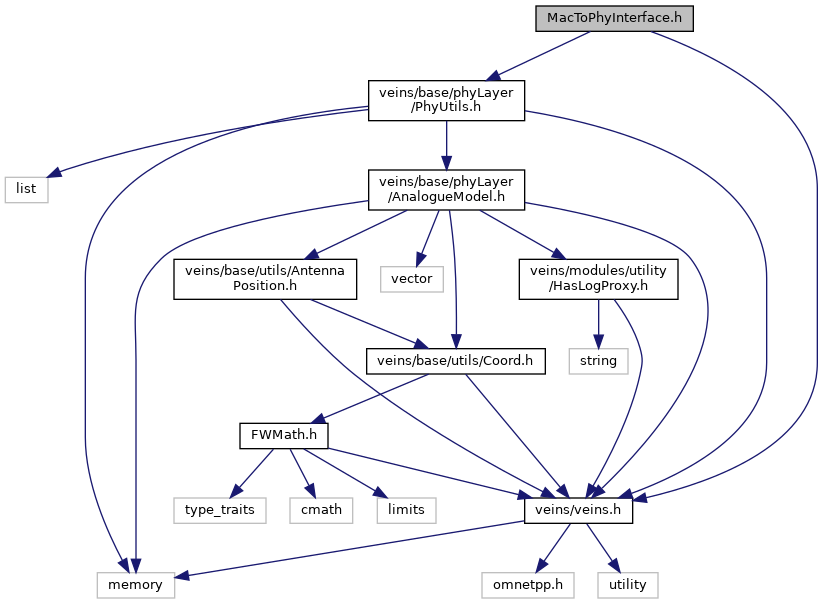 MacToPhyInterface.h
veins/base/phyLayer
/PhyUtils.h
list
veins/base/phyLayer
/AnalogueModel.h
veins/base/utils/Antenna
Position.h
vector
veins/modules/utility
/HasLogProxy.h
veins/base/utils/Coord.h
string
FWMath.h
type_traits
cmath
limits
veins/veins.h
memory
omnetpp.h
utility